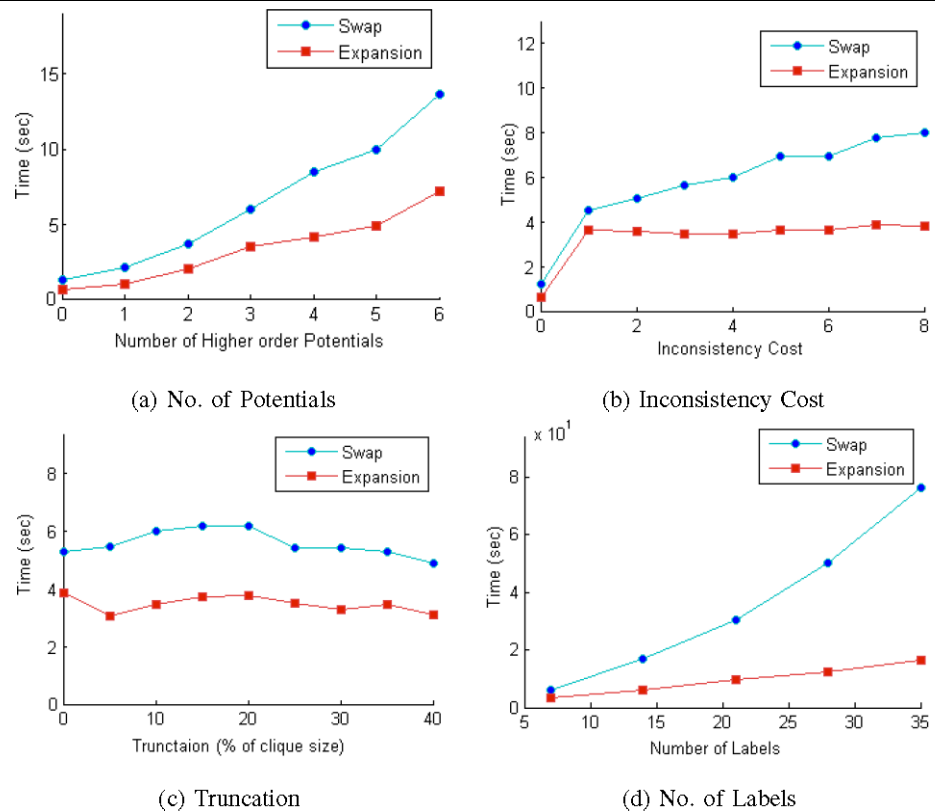 Swap
Expansion
15
10
5
0
Time (sec)
0 1 2 3 4 5 6
Number of Higher order Potentials
(a) No. of Potentials
Swap
Expansion
12
10
8
6
4
2
0
Time (sec)
0 2 4 6 8
Inconsistency Cost
(b) Inconsistency Cost
Swap
Expansion
8
6
4
2
0
Time (sec)
0 10 20 30 40
Trunctaion (% of clique size)
(c) Truncation
x 10^1
Swap
Expansion
8
6
4
2
0
Time (sec)
5 10 15 20 25 30 35
Number of Labels
(d) No. of Labels